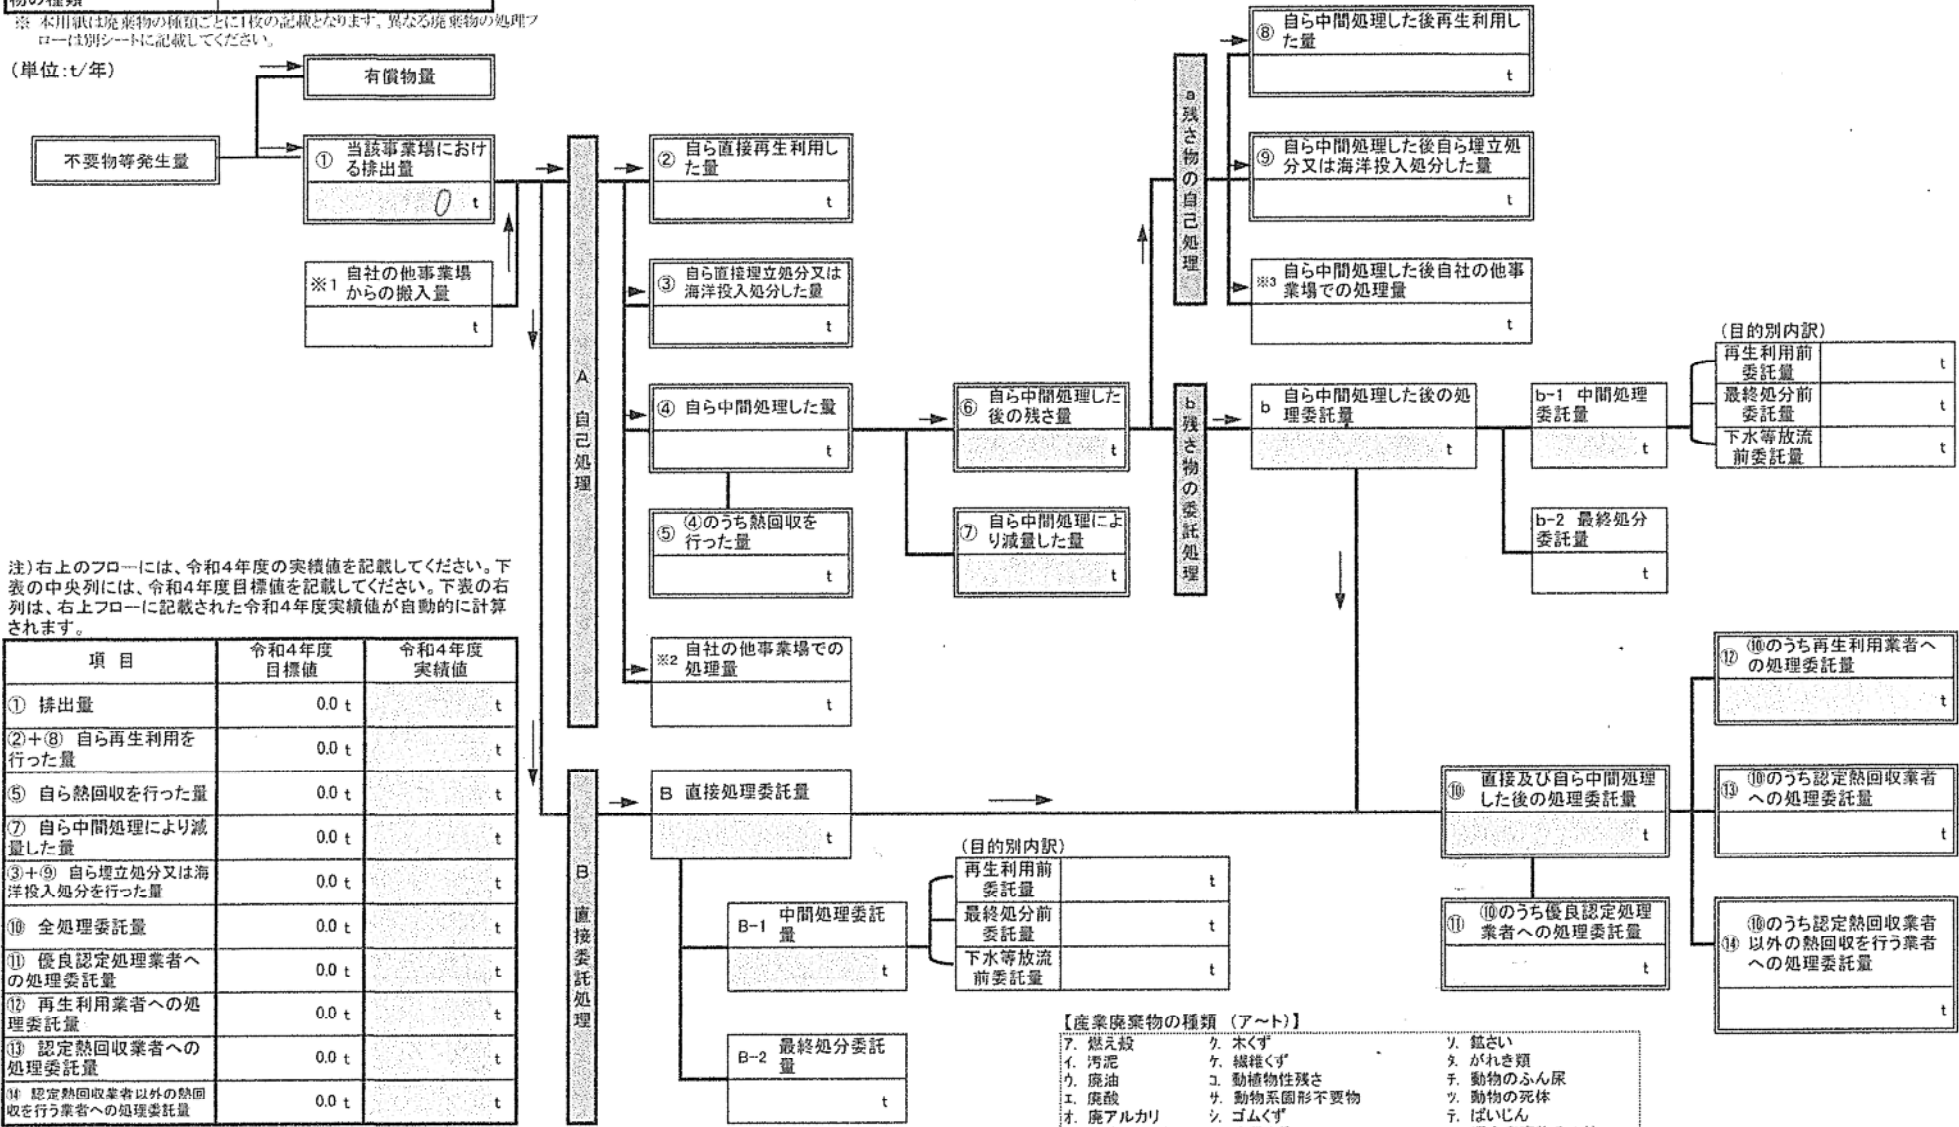 物の種類
※ 本用紙は廃棄物の種類ごとに1枚の記載となります。異なる廃棄物の処理フ
ローは別シートに記載してください。
(単位:t/年)
有償物量
不要物等発生量
① 当該事業場におけ
る排出量
0 t
※1 自社の他事業場
からの搬入量
t
A 自己処理
② 自ら直接再生利用し
た量
t
③ 自ら直接埋立処分又は
海洋投入処分した量
t
④ 自ら中間処理した量
t
⑤ ④のうち熱回収を
行った量
t
※2 自社の他事業場での
処理量
t
⑥ 自ら中間処理した
後の残さ量
t
⑦ 自ら中間処理によ
り減量した量
t
a 残さ物の自己処理
⑧ 自ら中間処理した後再生利用し
た量
t
⑨ 自ら中間処理した後自ら埋立処
分又は海洋投入処分した量
t
※3 自ら中間処理した後自社の他事
業場での処理量
t
b 残さ物の委託処理
b 自ら中間処理した後の処
理委託量
t
b-1 中間処理
委託量
t
(目的別内訳)
再生利用前
委託量
t
最終処分前
委託量
t
下水等放流
前委託量
t
b-2 最終処分
委託量
t
注)右上のフローには、令和4年度の実績値を記載してください。下
表の中央列には、令和4年度目標値を記載してください。下表の右
列は、右上フローに記載された令和4年度実績値が自動的に計算
されます。
項 目
令和4年度
目標値
令和4年度
実績値
① 排出量 0.0 t t
②+⑧ 自ら再生利用を
行った量 0.0 t t
⑤ 自ら熱回収を行った量 0.0 t t
⑦ 自ら中間処理により減
量した量 0.0 t t
③+⑨ 自ら埋立処分又は海
洋投入処分を行った量 0.0 t t
⑩ 全処理委託量 0.0 t t
⑪ 優良認定処理業者へ
の処理委託量 0.0 t t
⑫ 再生利用業者への処
理委託量 0.0 t t
⑬ 認定熱回収業者への
処理委託量 0.0 t t
⑭ 認定熱回収業者以外の熱回
収を行う業者への処理委託量 0.0 t t
B 直接委託処理
B 直接処理委託量
t
B-1 中間処理委託
量
t
(目的別内訳)
再生利用前
委託量
t
最終処分前
委託量
t
下水等放流
前委託量
t
B-2 最終処分委託
量
t
⑩ 直接及び自ら中間処理
した後の処理委託量
t
⑪ ⑩のうち優良認定処理
業者への処理委託量
t
⑫ ⑩のうち再生利用業者へ
の処理委託量
t
⑬ ⑩のうち認定熱回収業者
への処理委託量
t
⑭ ⑩のうち認定熱回収業者
以外の熱回収を行う業者
への処理委託量
t
【産業廃棄物の種類 (ア~ト)】
ア. 燃え殻 ク. 木くず ソ. 鉱さい
イ. 汚泥 ケ. 繊維くず タ. がれき類
ウ. 廃油 コ. 動植物性残さ チ. 動物のふん尿
エ. 廃酸 サ. 動物系固形不要物 ツ. 動物の死体
オ. 廃アルカリ シ. ゴムくず テ. ばいじん